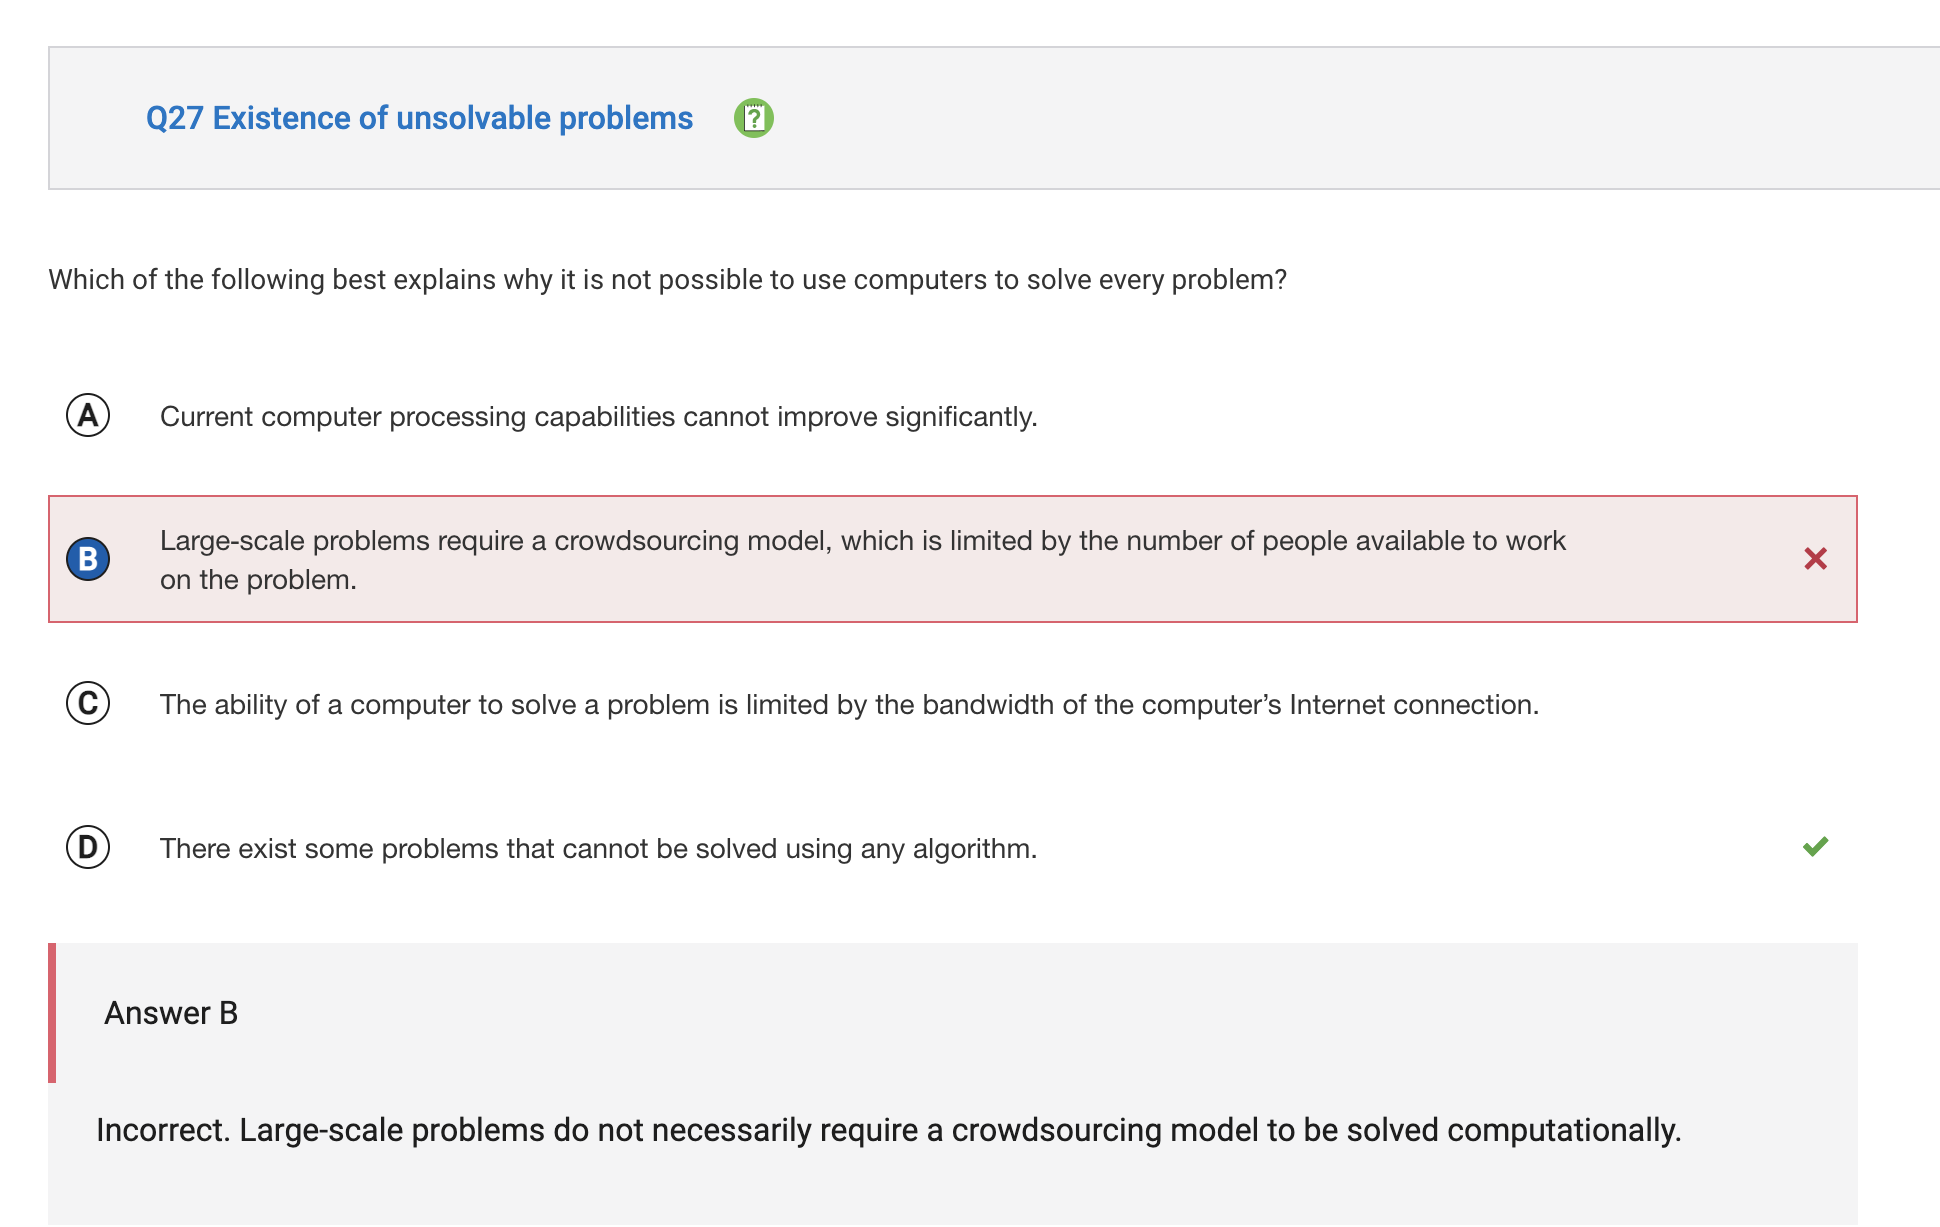 Q27 Existence of unsolvable problems
?
Which of the following best explains why it is not possible to use computers to solve every problem?
A Current computer processing capabilities cannot improve significantly.
B Large-scale problems require a crowdsourcing model, which is limited by the number of people available to work
on the problem.
C The ability of a computer to solve a problem is limited by the bandwidth of the computer’s Internet connection.
D There exist some problems that cannot be solved using any algorithm.
Answer B
Incorrect. Large-scale problems do not necessarily require a crowdsourcing model to be solved computationally.